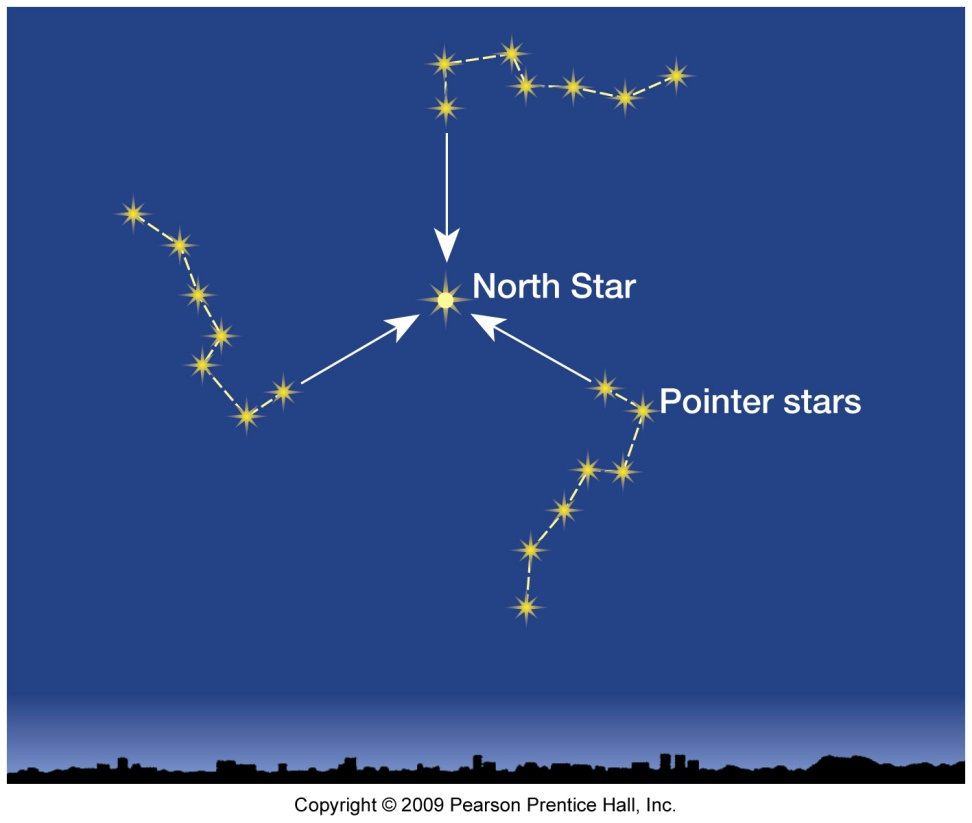 North Star
Pointer stars
Copyright © 2009 Pearson Prentice Hall, Inc.